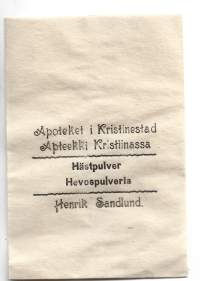 Apoteket i Kristinestad
Apteekki Kristiinassa
Hästpulver
Hevospulveria
Henrik Sandlund.